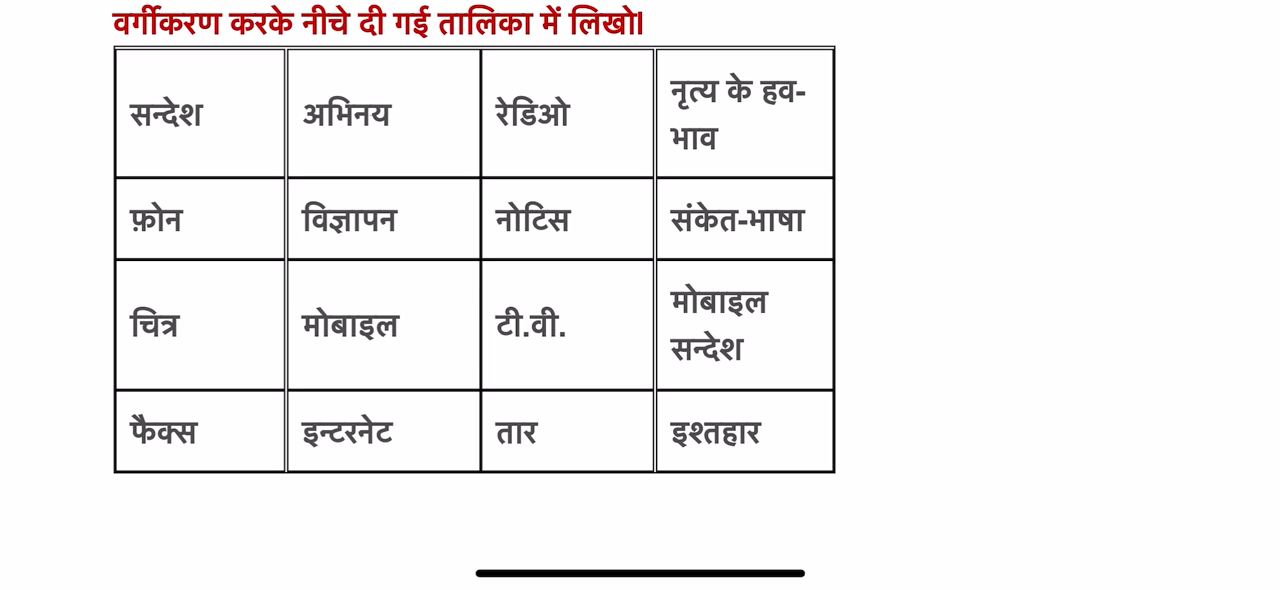 वर्गीकरण करके नीचे दी गई तालिका में लिखो।
सन्देश अभिनय रेडिओ नृत्य के हव-
भाव
फ़ोन विज्ञापन नोटिस संकेत-भाषा
चित्र मोबाइल टी.वी. मोबाइल
सन्देश
फैक्स इन्टरनेट तार इश्तहार